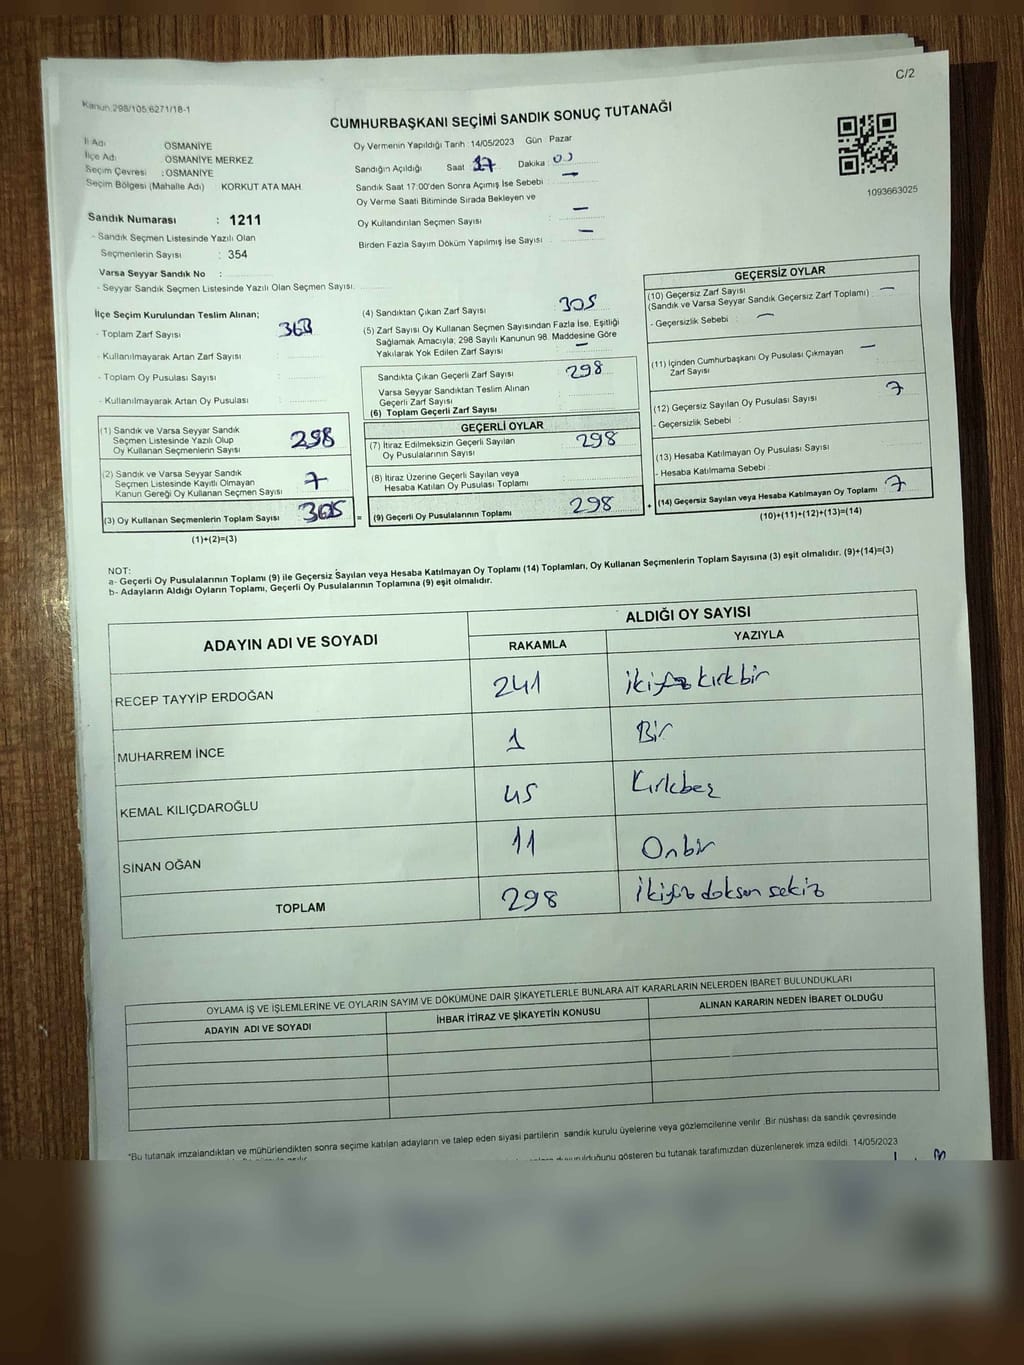 C/2
Kanun:298/105:6271/18-1
CUMHURBAŞKANI SEÇİMİ SANDIK SONUÇ TUTANAĞI
İl Adı OSMANİYE
İlçe Adı OSMANİYE MERKEZ
Seçim Çevresi : OSMANİYE
Seçim Bölgesi (Mahalle Adı) KORKUT ATA MAH.
Sandık Numarası : 1211
- Sandık Seçmen Listesinde Yazılı Olan
Seçmenlerin Sayısı : 354
Varsa Seyyar Sandık No :
- Seyyar Sandık Seçmen Listesinde Yazılı Olan Seçmen Sayısı:
Oy Vermenin Yapıldığı Tarih :14/05/2023 Gün : Pazar
Sandığın Açıldığı Saat 17 Dakika : 00
Sandık Saat 17:00'den Sonra Açımış İse Sebebi : —
Oy Verme Saati Bitiminde Sırada Bekleyen ve
Oy Kullandırılan Seçmen Sayısı : —
Birden Fazla Sayım Döküm Yapılmış İse Sayısı : —
1093663025
İlçe Seçim Kurulundan Teslim Alınan;
- Toplam Zarf Sayısı : 363
- Kullanılmayarak Artan Zarf Sayısı :
- Toplam Oy Pusulası Sayısı :
- Kullanılmayarak Artan Oy Pusulası :
(1) Sandık ve Varsa Seyyar Sandık
Seçmen Listesinde Yazılı Olup
Oy Kullanan Seçmenlerin Sayısı 298
(2) Sandık ve Varsa Seyyar Sandık
Seçmen Listesinde Kayıtlı Olmayan
Kanun Gereği Oy Kullanan Seçmen Sayısı 7
(3) Oy Kullanan Seçmenlerin Toplam Sayısı 305 =
(1)+(2)=(3)
(4) Sandıktan Çıkan Zarf Sayısı 305
(5) Zarf Sayısı Oy Kullanan Seçmen Sayısından Fazla İse, Eşitliği
Sağlamak Amacıyla; 298 Sayılı Kanunun 98. Maddesine Göre
Yakılarak Yok Edilen Zarf Sayısı : —
Sandıkta Çıkan Geçerli Zarf Sayısı : 298
Varsa Seyyar Sandıktan Teslim Alınan
Geçerli Zarf Sayısı :
(6) Toplam Geçerli Zarf Sayısı
GEÇERLİ OYLAR
(7) İtiraz Edilmeksizin Geçerli Sayılan
Oy Pusulalarının Sayısı : 298
(8) İtiraz Üzerine Geçerli Sayılan veya
Hesaba Katılan Oy Pusulası Toplamı :
(9) Geçerli Oy Pusulalarının Toplamı 298 +
GEÇERSİZ OYLAR
(10) Geçersiz Zarf Sayısı
(Sandık ve Varsa Seyyar Sandık Geçersiz Zarf Toplamı) —
- Geçersizlik Sebebi : —
(11) İçinden Cumhurbaşkanı Oy Pusulası Çıkmayan
Zarf Sayısı —
(12) Geçersiz Sayılan Oy Pusulası Sayısı : 7
- Geçersizlik Sebebi :
(13) Hesaba Katılmayan Oy Pusulası Sayısı :
- Hesaba Katılmama Sebebi :
(14) Geçersiz Sayılan veya Hesaba Katılmayan Oy Toplamı 7
(10)+(11)+(12)+(13)=(14)
NOT:
a- Geçerli Oy Pusulalarının Toplamı (9) ile Geçersiz Sayılan veya Hesaba Katılmayan Oy Toplamı (14) Toplamları, Oy Kullanan Seçmenlerin Toplam Sayısına (3) eşit olmalıdır. (9)+(14)=(3)
b- Adayların Aldığı Oyların Toplamı, Geçerli Oy Pusulalarının Toplamına (9) eşit olmalıdır.
ADAYIN ADI VE SOYADI ALDIĞI OY SAYISI
RAKAMLA YAZIYLA
RECEP TAYYİP ERDOĞAN 241 ikiyüz kırkbir
MUHARREM İNCE 1 Bir
KEMAL KILIÇDAROĞLU 45 Kırkbeş
SİNAN OĞAN 11 Onbir
TOPLAM 298 ikiyüz doksan sekiz
OYLAMA İŞ VE İŞLEMLERİNE VE OYLARIN SAYIM VE DÖKÜMÜNE DAİR ŞİKAYETLERLE BUNLARA AİT KARARLARIN NELERDEN İBARET BULUNDUKLARI
ADAYIN ADI VE SOYADI İHBAR İTİRAZ VE ŞİKAYETİN KONUSU ALINAN KARARIN NEDEN İBARET OLDUĞU
*Bu tutanak imzalandıktan ve mühürlendikten sonra seçime katılan adayların ve talep eden siyasi partilerin sandık kurulu üyelerine veya gözlemcilerine verilir .Bir nüshası da sandık çevresinde
gösteren bu tutanak tarafımızdan düzenlenerek imza edildi. 14/05/2023